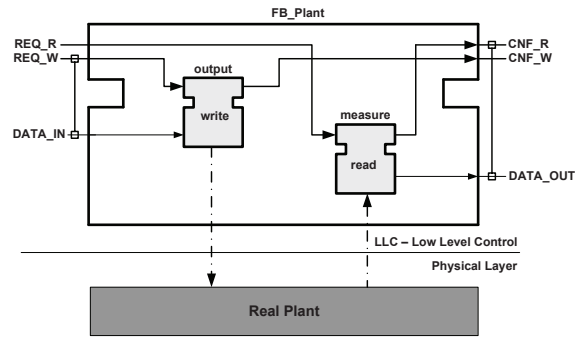 FB_Plant
REQ_R
CNF_R
REQ_W
CNF_W
output
write
measure
DATA_IN
read
DATA_OUT
LLC – Low Level Control
Physical Layer
Real Plant